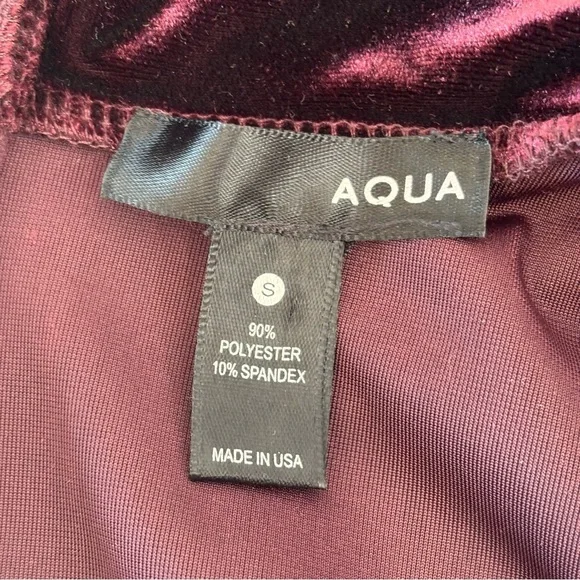 AQUA
S
90%
POLYESTER
10% SPANDEX
MADE IN USA